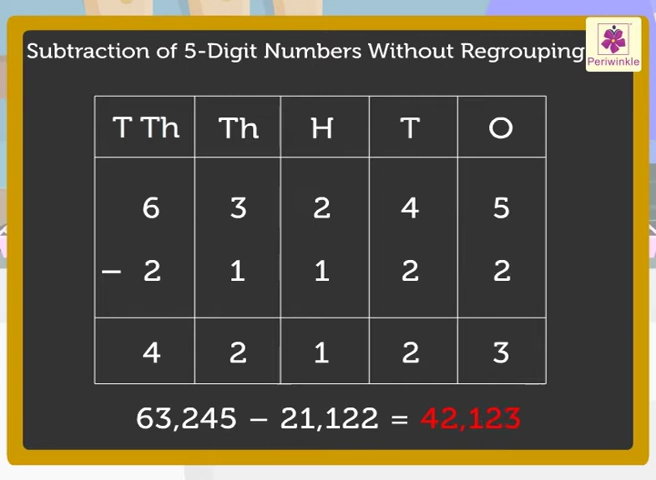 Subtraction of 5-Digit Numbers Without Regrouping
Periwinkle
T Th Th H T O
6 3 2 4 5
– 2 1 1 2 2
4 2 1 2 3
63,245 – 21,122 = 42,123